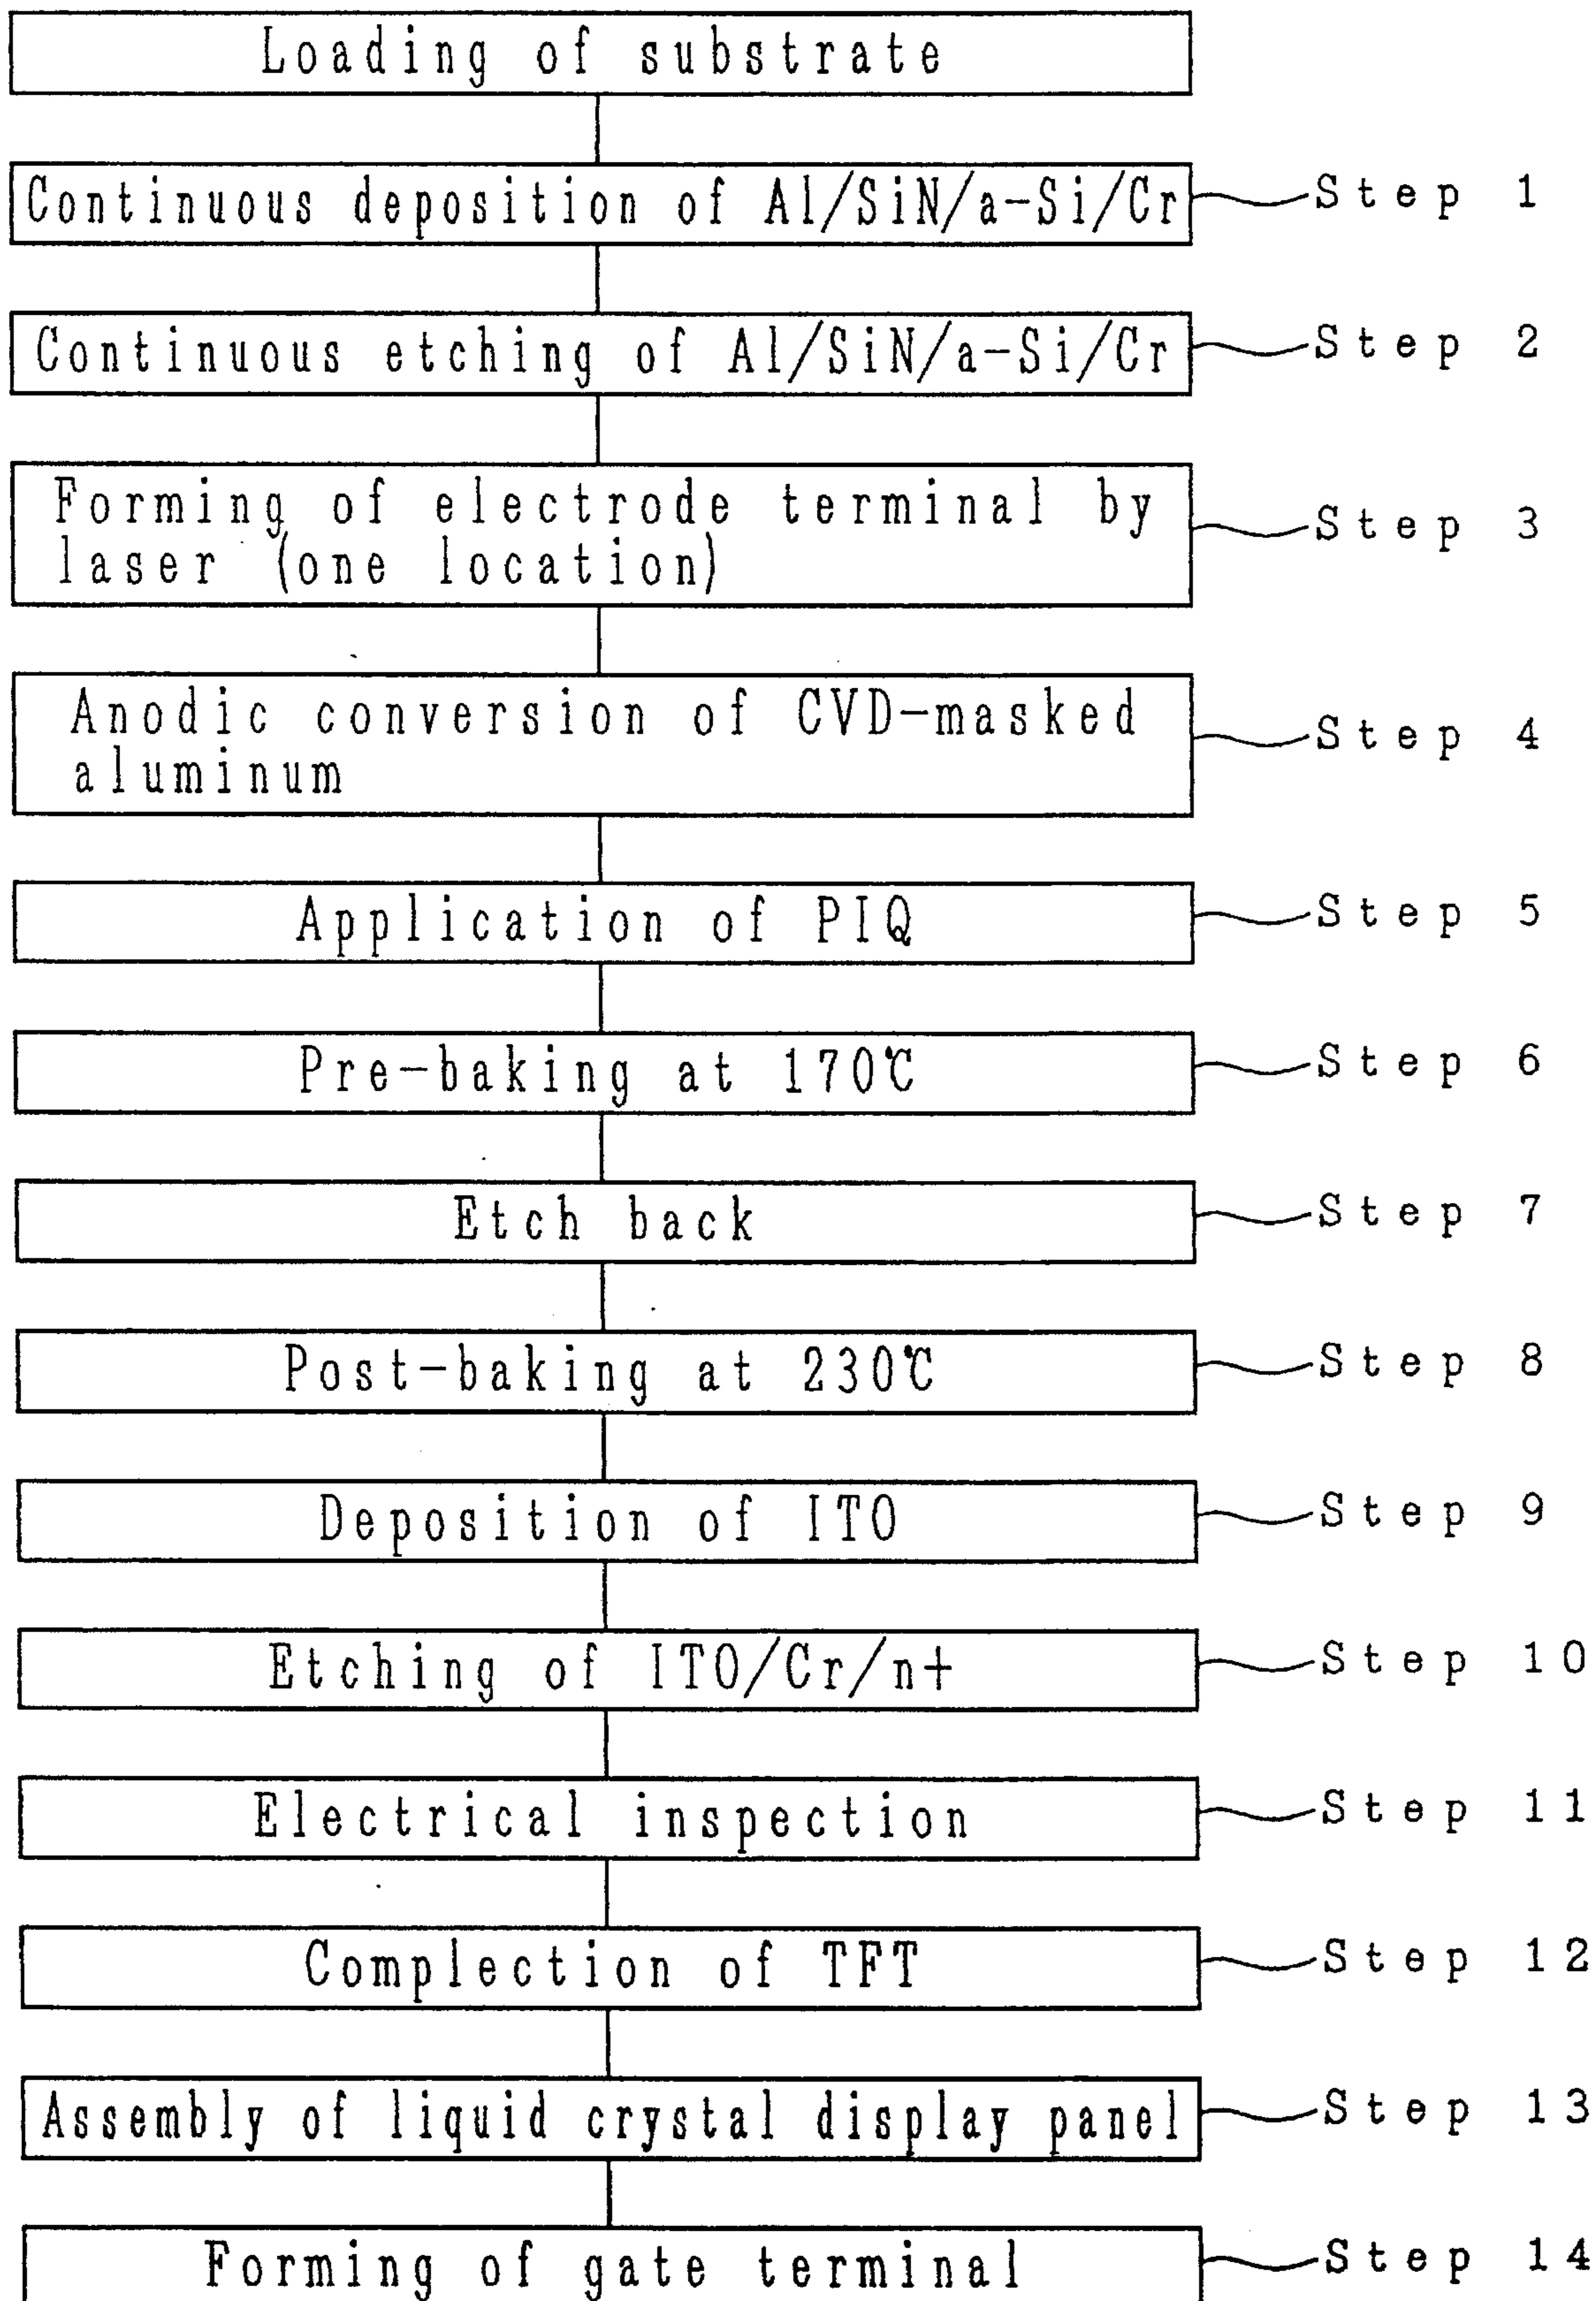 Loading of substrate
Continuous deposition of Al/SiN/a-Si/Cr Step 1
Continuous etching of Al/SiN/a-Si/Cr Step 2
Forming of electrode terminal by
laser (one location) Step 3
Anodic conversion of CVD-masked
aluminum Step 4
Application of PIQ Step 5
Pre-baking at 170℃ Step 6
Etch back Step 7
Post-baking at 230℃ Step 8
Deposition of ITO Step 9
Etching of ITO/Cr/n+ Step 10
Electrical inspection Step 11
Complection of TFT Step 12
Assembly of liquid crystal display panel Step 13
Forming of gate terminal Step 14